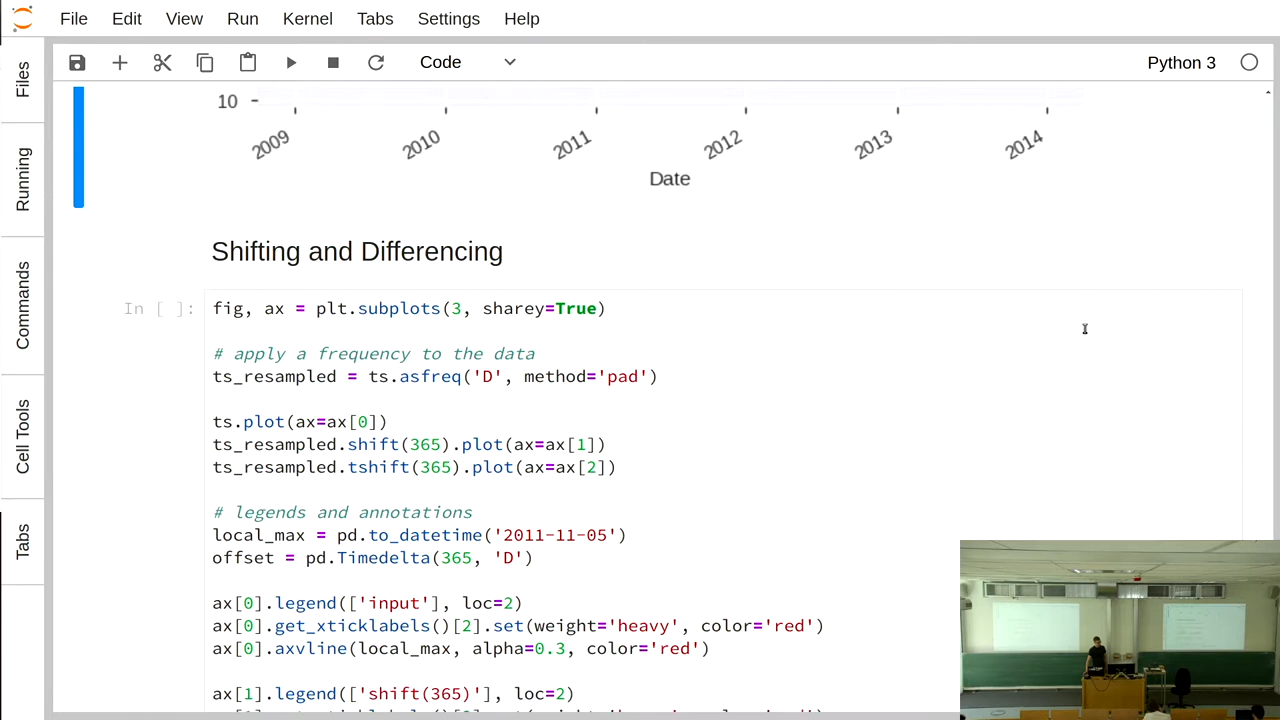 File Edit View Run Kernel Tabs Settings Help
Code
Python 3
Files
Running
Commands
Cell Tools
Tabs
10
2009 2010 2011 2012 2013 2014
Date
Shifting and Differencing
In [ ]:
fig, ax = plt.subplots(3, sharey=True)
# apply a frequency to the data
ts_resampled = ts.asfreq('D', method='pad')
ts.plot(ax=ax[0])
ts_resampled.shift(365).plot(ax=ax[1])
ts_resampled.tshift(365).plot(ax=ax[2])
# legends and annotations
local_max = pd.to_datetime('2011-11-05')
offset = pd.Timedelta(365, 'D')
ax[0].legend(['input'], loc=2)
ax[0].get_xticklabels()[2].set(weight='heavy', color='red')
ax[0].axvline(local_max, alpha=0.3, color='red')
ax[1].legend(['shift(365)'], loc=2)